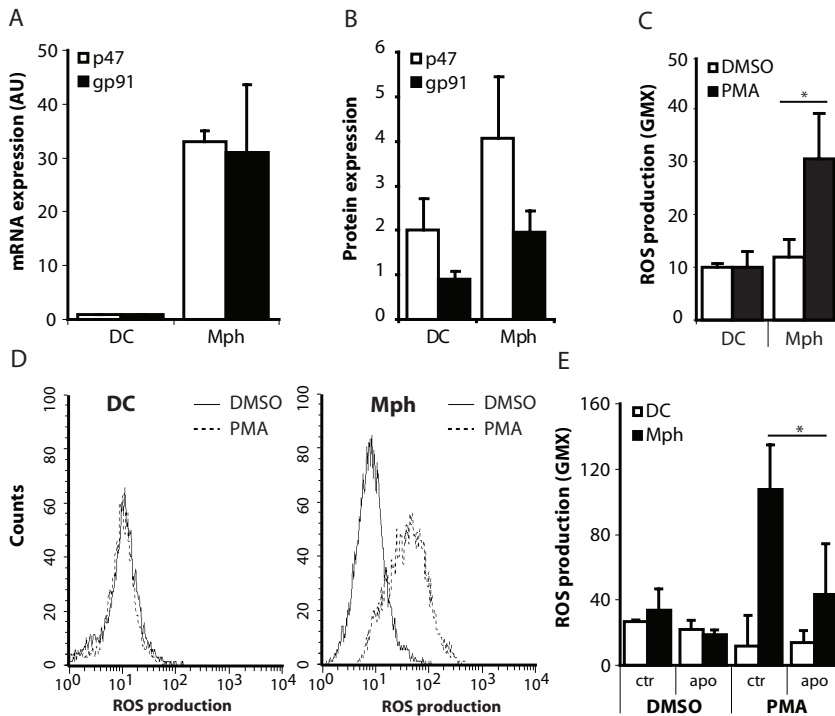 A
mRNA expression (AU)
50
40
30
20
10
0
p47
gp91
DC
Mph
B
Protein expression
6
5
4
3
2
1
0
p47
gp91
DC
Mph
C
ROS production (GMX)
50
40
30
20
10
0
DMSO
PMA
*
DC
Mph
D
Counts
100
80
60
40
20
0
DC
DMSO
PMA
10⁰ 10¹ 10² 10³ 10⁴
ROS production
100
80
60
40
20
0
Mph
DMSO
PMA
10⁰ 10¹ 10² 10³ 10⁴
ROS production
E
ROS production (GMX)
160
120
80
40
0
DC
Mph
*
ctr apo ctr apo
DMSO PMA